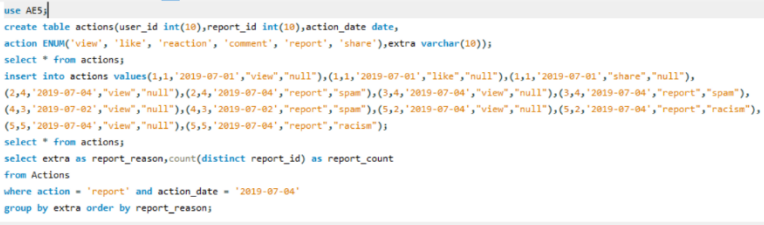 use AE5;
create table actions(user_id int(10),report_id int(10),action_date date,
action ENUM('view', 'like', 'reaction', 'comment', 'report', 'share'),extra varchar(10));
select * from actions;
insert into actions values(1,1,'2019-07-01',"view","null"),(1,1,'2019-07-01',"like","null"),(1,1,'2019-07-01',"share","null"),
(2,4,'2019-07-04',"view","null"),(2,4,'2019-07-04',"report","spam"),(3,4,'2019-07-04',"view","null"),(3,4,'2019-07-04',"report","spam"),
(4,3,'2019-07-02',"view","null"),(4,3,'2019-07-02',"report","spam"),(5,2,'2019-07-04',"view","null"),(5,2,'2019-07-04',"report","racism"),
(5,5,'2019-07-04',"view","null"),(5,5,'2019-07-04',"report","racism");
select * from actions;
select extra as report_reason,count(distinct report_id) as report_count
from Actions
where action = 'report' and action_date = '2019-07-04'
group by extra order by report_reason;